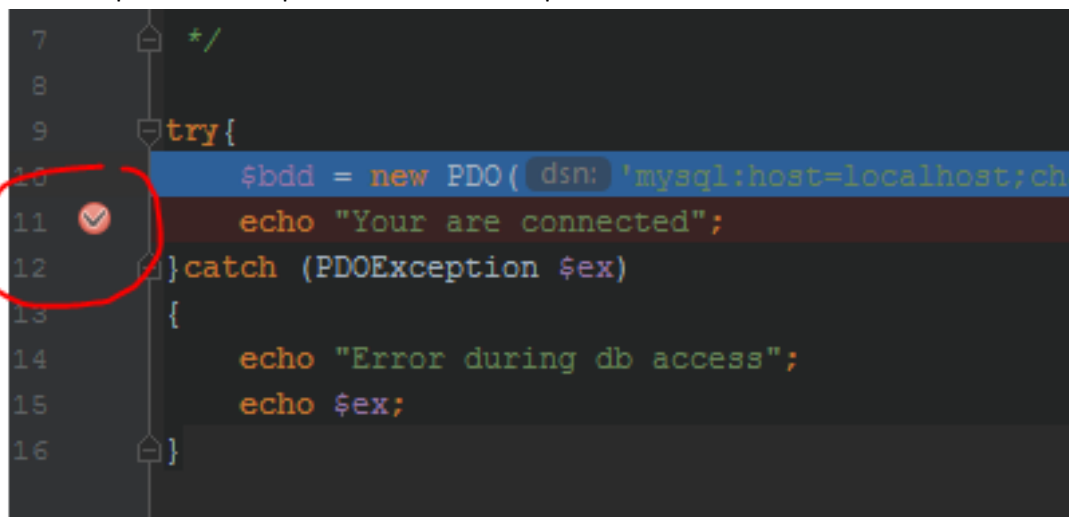 7 */
8
9 try{
10 $bdd = new PDO( dsn: 'mysql:host=localhost;ch
11 echo "Your are connected";
12 }catch (PDOException $ex)
13 {
14 echo "Error during db access";
15 echo $ex;
16 }